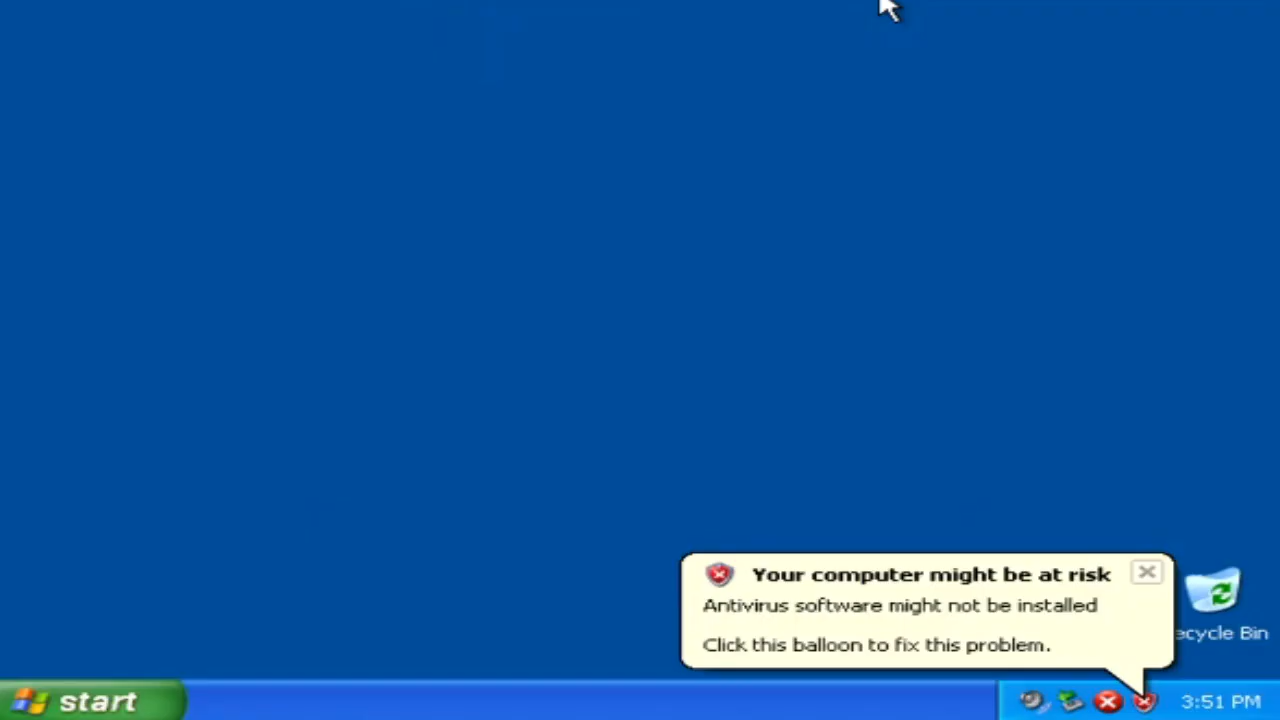 Your computer might be at risk
Antivirus software might not be installed
Click this balloon to fix this problem.
ecycle Bin
start
3:51 PM